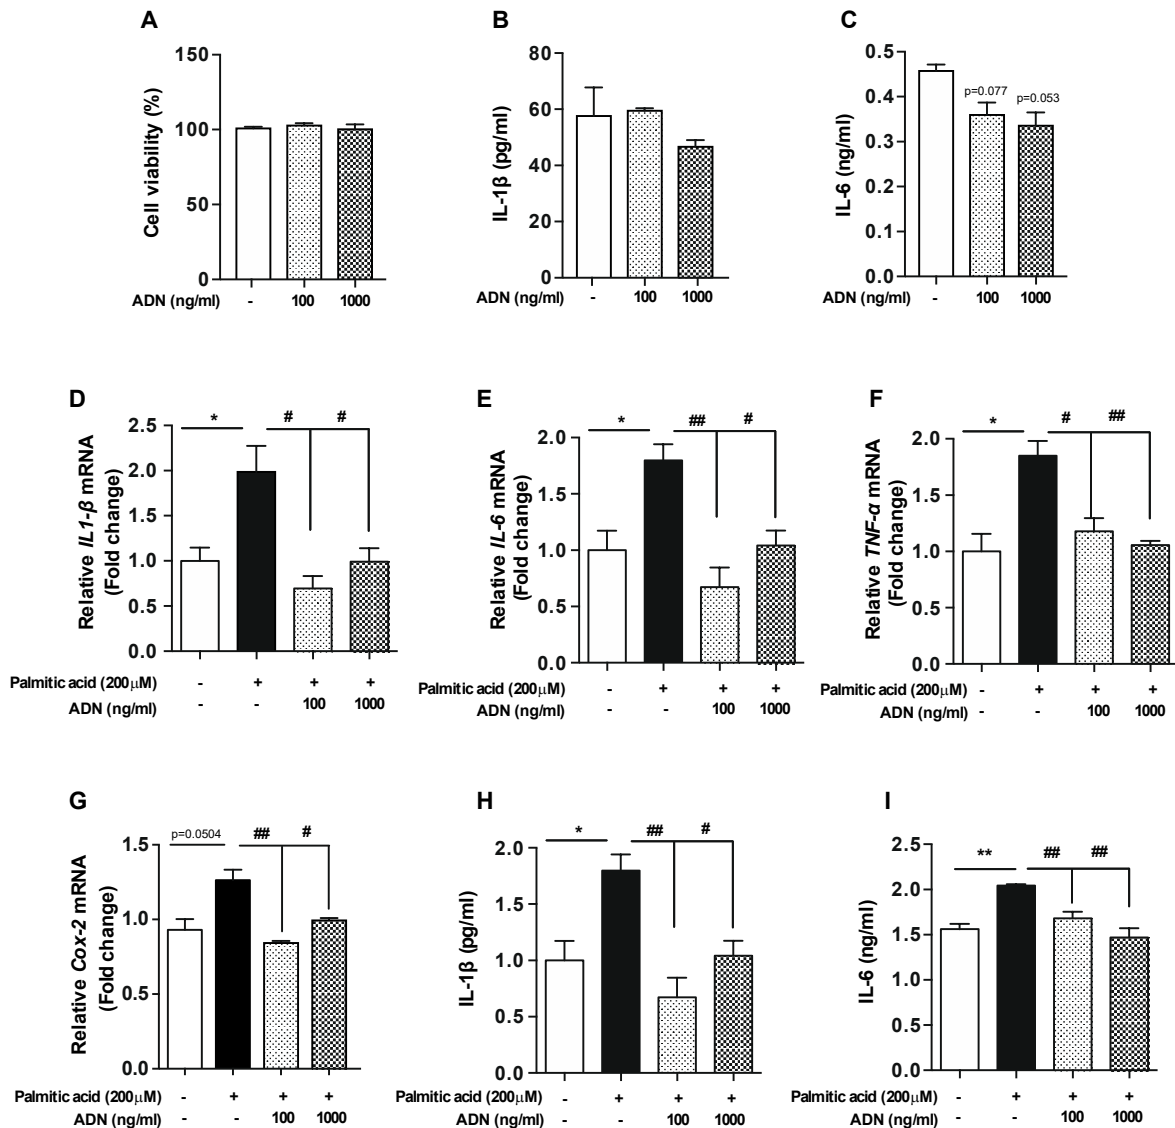 A
Cell viability (%)
150
100
50
0
ADN (ng/ml)
- 100 1000
B
IL-1β (pg/ml)
80
60
40
20
0
ADN (ng/ml)
- 100 1000
C
IL-6 (ng/ml)
0.5
0.4
0.3
0.2
0.1
0.0
p=0.077 p=0.053
ADN (ng/ml)
- 100 1000
D
Relative IL1-β mRNA
(Fold change)
2.5
2.0
1.5
1.0
0.5
0.0
* # #
Palmitic acid (200μM) - + + +
ADN (ng/ml) - - 100 1000
E
Relative IL-6 mRNA
(Fold change)
2.0
1.5
1.0
0.5
0.0
* ## #
Palmitic acid (200μM) - + + +
ADN (ng/ml) - - 100 1000
F
Relative TNF-α mRNA
(Fold change)
2.0
1.5
1.0
0.5
0.0
* # ##
Palmitic acid (200μM) - + + +
ADN (ng/ml) - - 100 1000
G
Relative Cox-2 mRNA
(Fold change)
1.5
1.0
0.5
0.0
p=0.0504 ## #
Palmitic acid (200μM) - + + +
ADN (ng/ml) - - 100 1000
H
IL-1β (pg/ml)
2.0
1.5
1.0
0.5
0.0
* ## #
Palmitic acid (200μM) - + + +
ADN (ng/ml) - - 100 1000
I
IL-6 (ng/ml)
2.5
2.0
1.5
1.0
0.5
0.0
** ## ##
Palmitic acid (200μM) - + + +
ADN (ng/ml) - - 100 1000